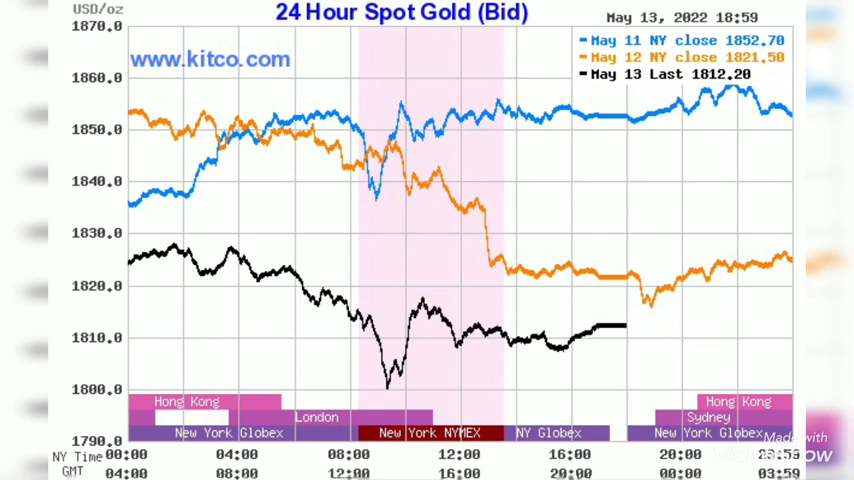 USD/oz
24 Hour Spot Gold (Bid)
May 13, 2022 18:59
www.kitco.com
May 11 NY close 1852.70
May 12 NY close 1821.50
May 13 Last 1812.20
1870.0
1860.0
1850.0
1840.0
1830.0
1820.0
1810.0
1800.0
1790.0
Hong Kong
Hong Kong
London
Sydney
New York Globex
New York NYMEX
NY Globex
New York Globex
NY Time
00:00
04:00
08:00
12:00
16:00
20:00
23:59
GMT
04:00
08:00
12:00
16:00
20:00
00:00
03:59
Made with